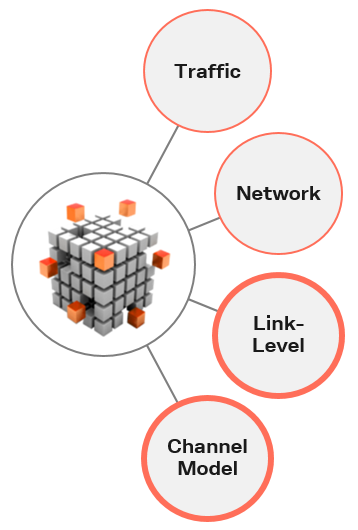 Traffic
Network
Link-
Level
Channel
Model